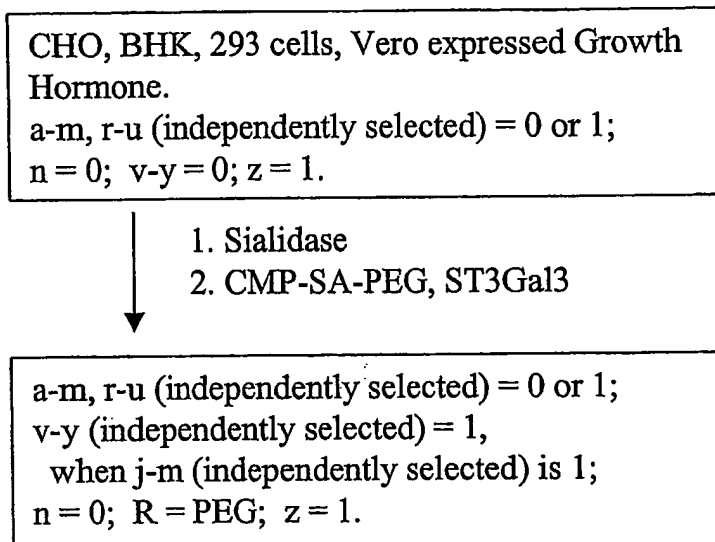 CHO, BHK, 293 cells, Vero expressed Growth
Hormone.
a-m, r-u (independently selected) = 0 or 1;
n = 0; v-y = 0; z = 1.
1. Sialidase
2. CMP-SA-PEG, ST3Gal3
a-m, r-u (independently selected) = 0 or 1;
v-y (independently selected) = 1,
when j-m (independently selected) is 1;
n = 0; R = PEG; z = 1.